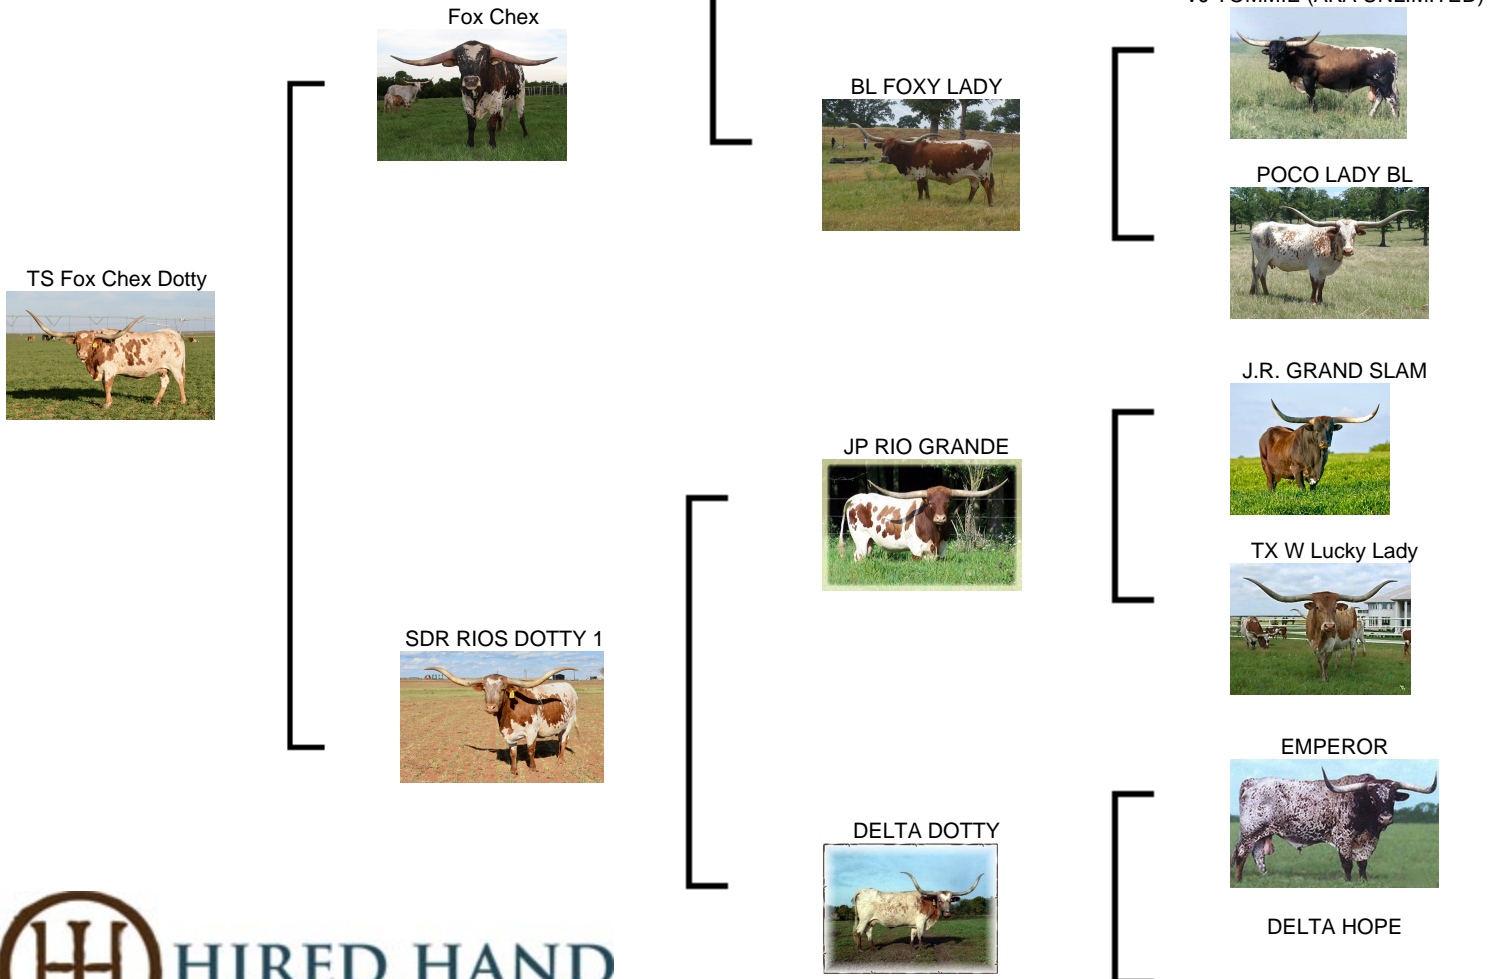 Fox Chex
BL FOXY LADY
POCO LADY BL
TS Fox Chex Dotty
J.R. GRAND SLAM
JP RIO GRANDE
TX W Lucky Lady
SDR RIOS DOTTY 1
EMPEROR
DELTA DOTTY
DELTA HOPE
HIRED HAND